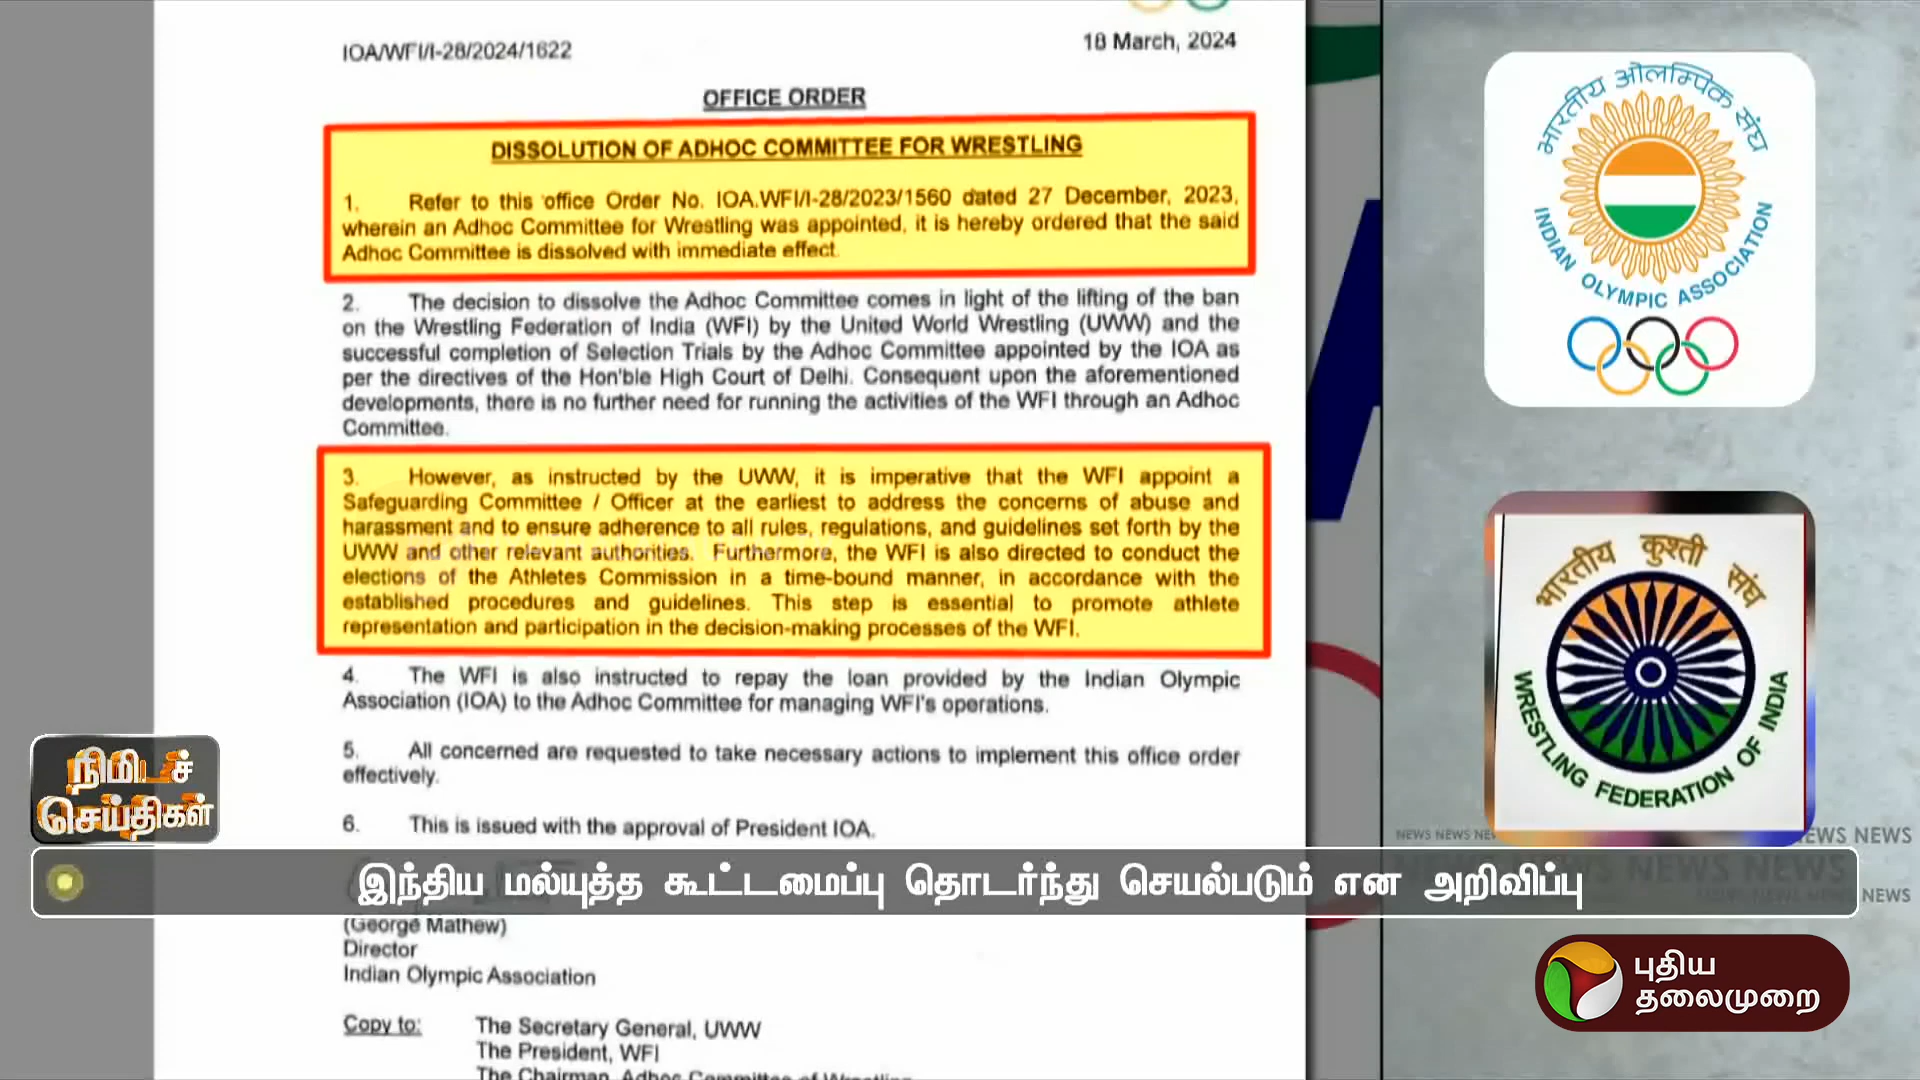 IOA/WFI/I-28/2024/1622
18 March, 2024
OFFICE ORDER
DISSOLUTION OF ADHOC COMMITTEE FOR WRESTLING
1. Refer to this office Order No. IOA.WFI/I-28/2023/1560 dated 27 December, 2023,
wherein an Adhoc Committee for Wrestling was appointed, it is hereby ordered that the said
Adhoc Committee is dissolved with immediate effect.
2. The decision to dissolve the Adhoc Committee comes in light of the lifting of the ban
on the Wrestling Federation of India (WFI) by the United World Wrestling (UWW) and the
successful completion of Selection Trials by the Adhoc Committee appointed by the IOA as
per the directives of the Hon'ble High Court of Delhi. Consequent upon the aforementioned
developments, there is no further need for running the activities of the WFI through an Adhoc
Committee.
3. However, as instructed by the UWW, it is imperative that the WFI appoint a
Safeguarding Committee / Officer at the earliest to address the concerns of abuse and
harassment and to ensure adherence to all rules, regulations, and guidelines set forth by the
UWW and other relevant authorities. Furthermore, the WFI is also directed to conduct the
elections of the Athletes Commission in a time-bound manner, in accordance with the
established procedures and guidelines. This step is essential to promote athlete
representation and participation in the decision-making processes of the WFI.
4. The WFI is also instructed to repay the loan provided by the Indian Olympic
Association (IOA) to the Adhoc Committee for managing WFI's operations.
5. All concerned are requested to take necessary actions to implement this office order
effectively.
6. This is issued with the approval of President IOA.
(George Mathew)
Director
Indian Olympic Association
Copy to: The Secretary General, UWW
The President, WFI
The Chairman, Adhoc Committee of Wrestling
भारतीय ओलम्पिक संघ
INDIAN OLYMPIC ASSOCIATION
भारतीय कुश्ती संघ
WRESTLING FEDERATION OF INDIA
NEWS NEWS
NEWS NEWS
NEWS NEWS NEWS
NEWS
நிமிடச்
செய்திகள்
இந்திய மல்யுத்த கூட்டமைப்பு தொடர்ந்து செயல்படும் என அறிவிப்பு
புதிய
தலைமுறை